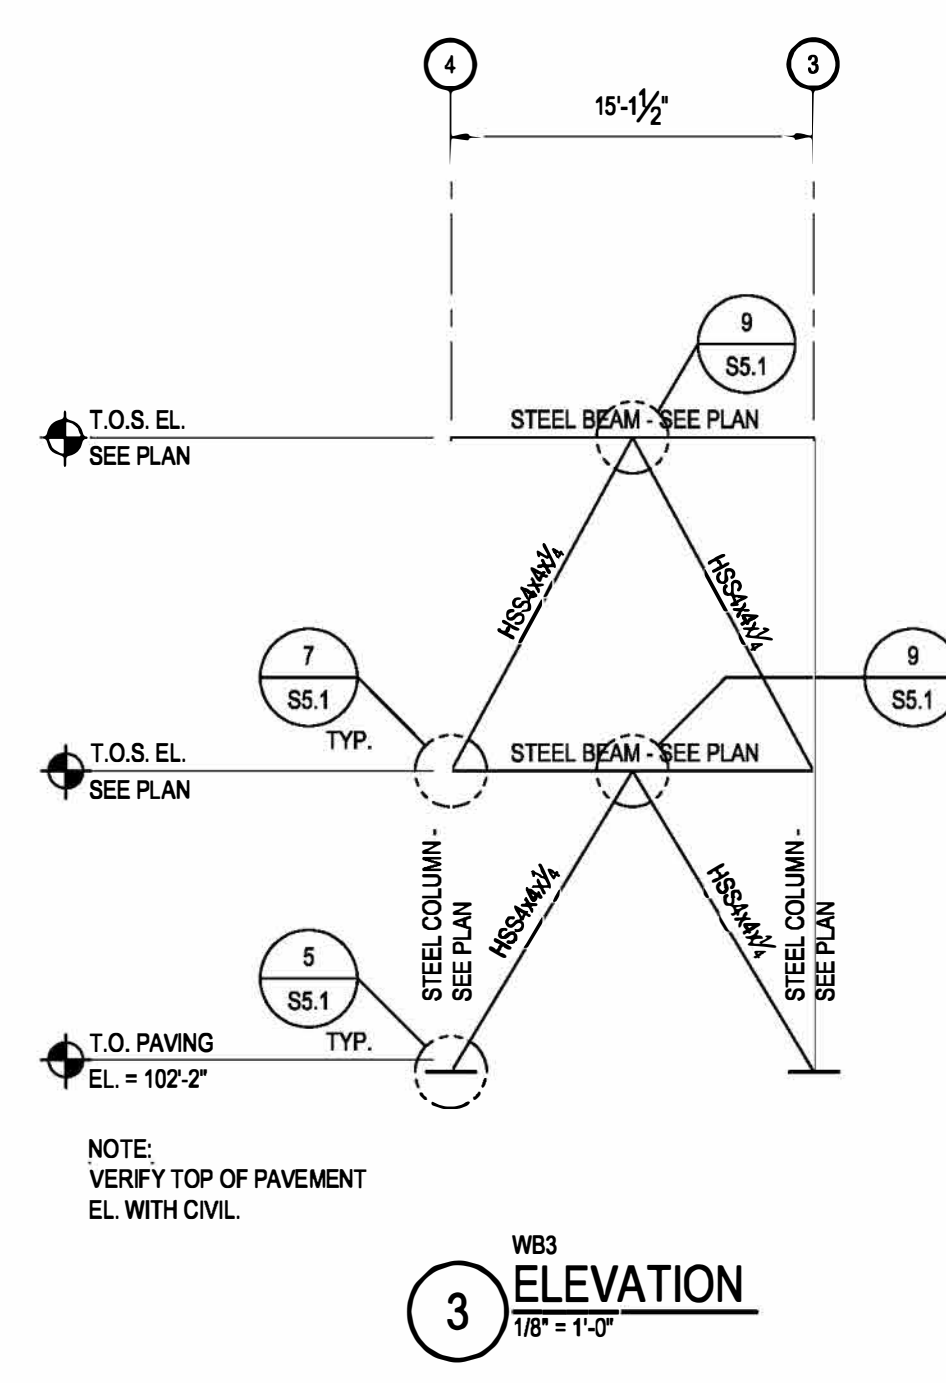 4
3
15'-1½"
9
S5.1
T.O.S. EL.
SEE PLAN
STEEL BEAM - SEE PLAN
HSS4x4x¼
HSS4x4x¼
7
S5.1
TYP.
9
S5.1
T.O.S. EL.
SEE PLAN
STEEL BEAM - SEE PLAN
STEEL COLUMN -
SEE PLAN
HSS4x4x¼
HSS4x4x¼
STEEL COLUMN -
SEE PLAN
5
S5.1
TYP.
T.O. PAVING
EL. = 102'-2"
NOTE:
VERIFY TOP OF PAVEMENT
EL. WITH CIVIL.
3
WB3
ELEVATION
1/8" = 1'-0"